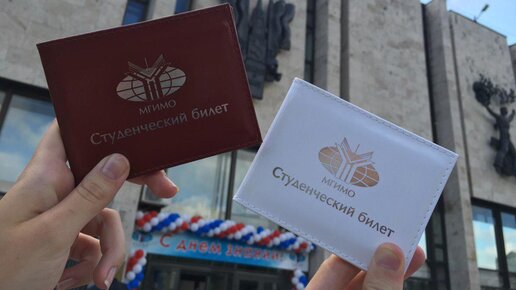 МГИМО
Студенческий билет
МГИМО
Студенческий билет
С днем знаний!